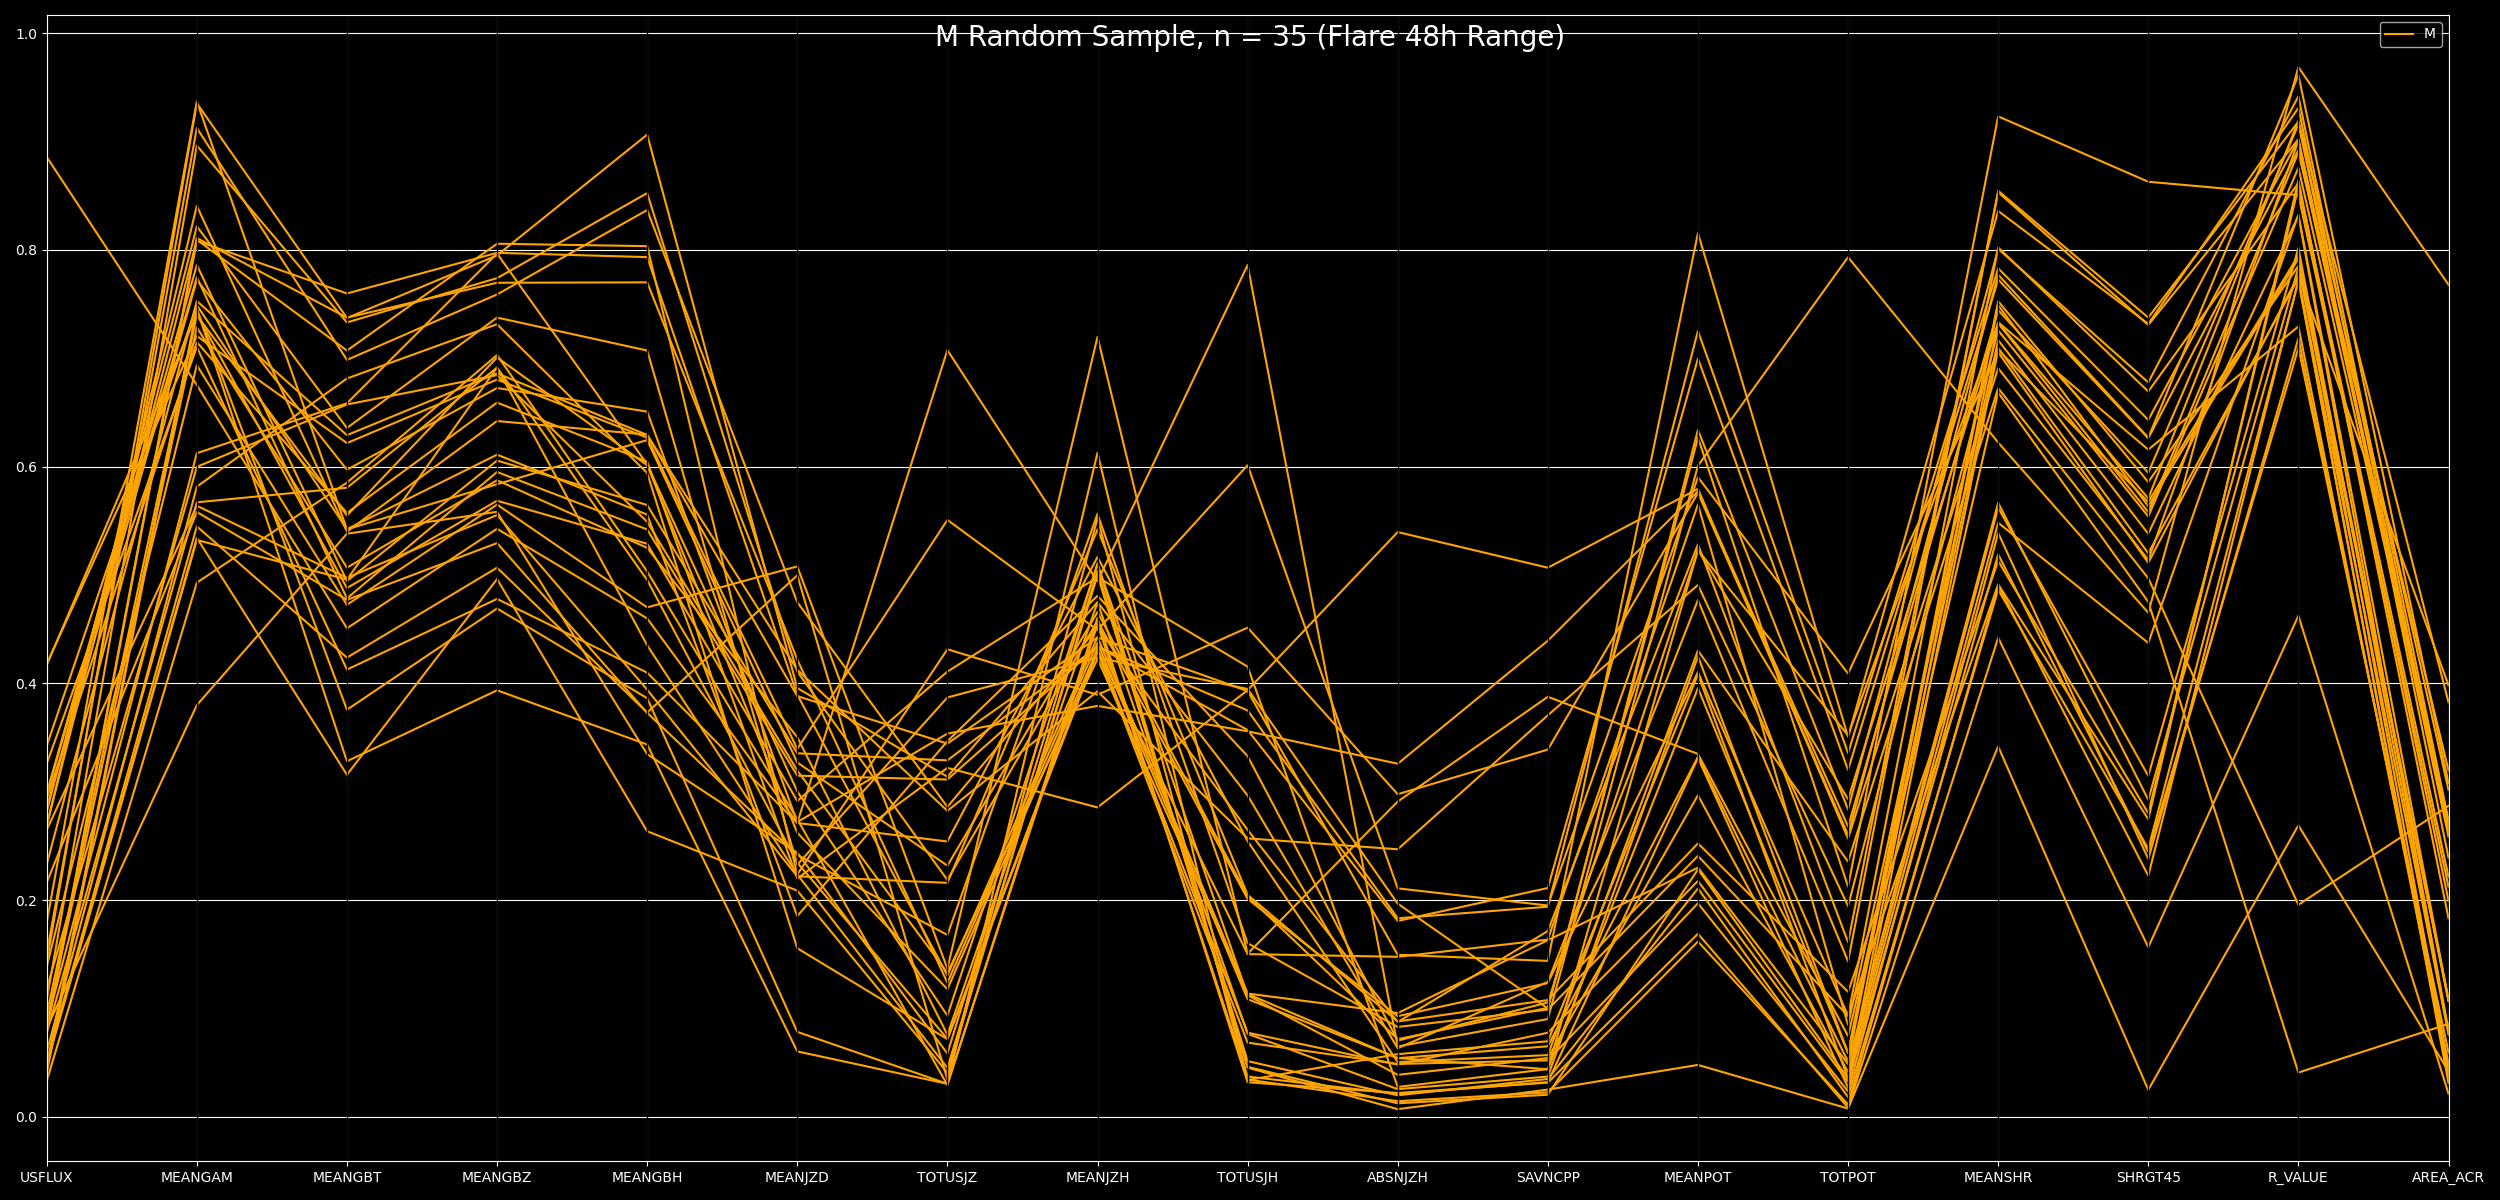 M Random Sample, n = 35 (Flare 48h Range)
M
1.0
0.8
0.6
0.4
0.2
0.0
USFLUX MEANGAM MEANGBT MEANGBZ MEANGBH MEANJZD TOTUSJZ MEANJZH TOTUSJH ABSNJZH SAVNCPP MEANPOT TOTPOT MEANSHR SHRGT45 R_VALUE AREA_ACR